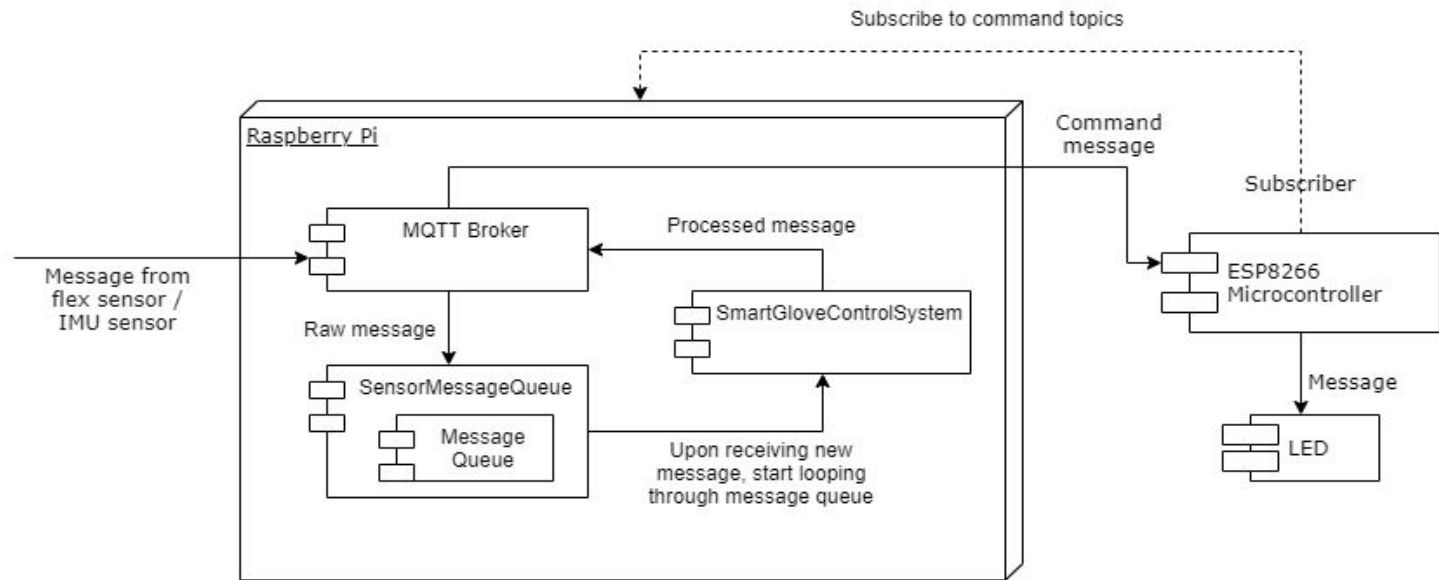 Subscribe to command topics
Raspberry Pi
Command
message
Subscriber
MQTT Broker
Processed message
Message from
flex sensor /
IMU sensor
ESP8266
Microcontroller
Raw message
SmartGloveControlSystem
SensorMessageQueue
Message
Queue
Upon receiving new
message, start looping
through message queue
Message
LED